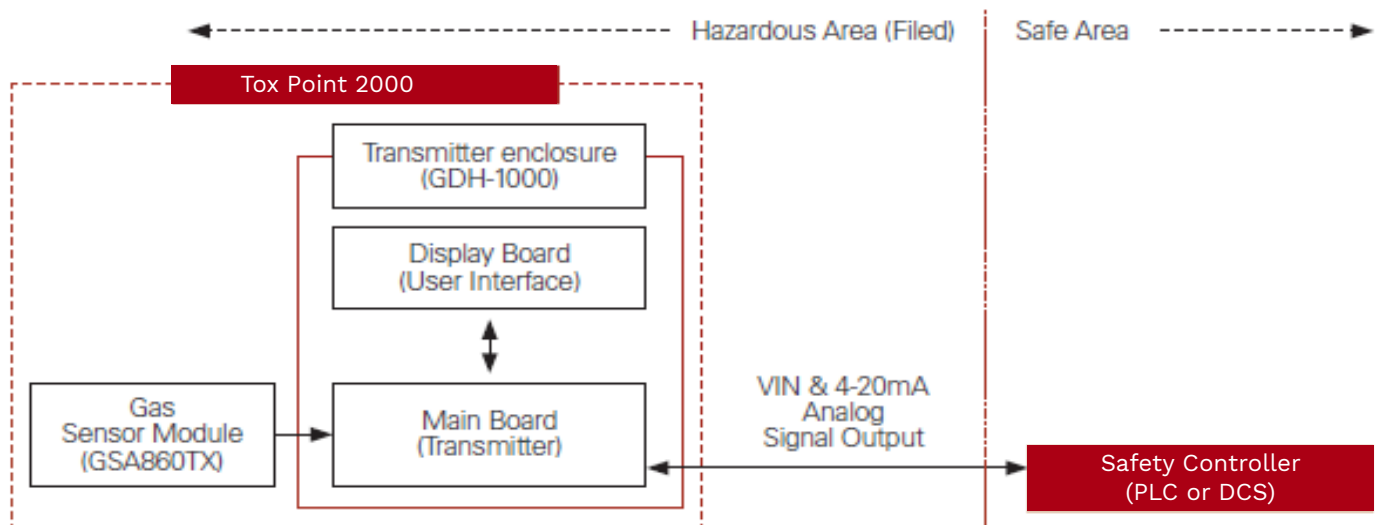 Hazardous Area (Filed)
Safe Area
Tox Point 2000
Transmitter enclosure
(GDH-1000)
Display Board
(User Interface)
Gas
Sensor Module
(GSA860TX)
Main Board
(Transmitter)
VIN & 4-20mA
Analog
Signal Output
Safety Controller
(PLC or DCS)